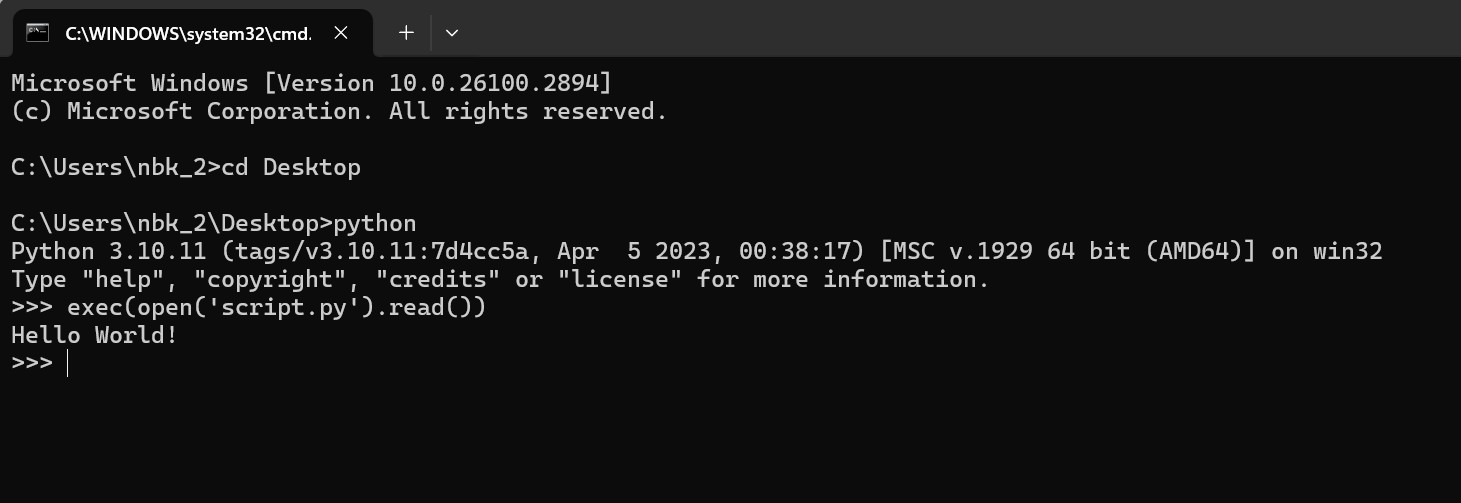 C:\WINDOWS\system32\cmd.
Microsoft Windows [Version 10.0.26100.2894]
(c) Microsoft Corporation. All rights reserved.
C:\Users\nbk_2>cd Desktop
C:\Users\nbk_2\Desktop>python
Python 3.10.11 (tags/v3.10.11:7d4cc5a, Apr  5 2023, 00:38:17) [MSC v.1929 64 bit (AMD64)] on win32
Type "help", "copyright", "credits" or "license" for more information.
>>> exec(open('script.py').read())
Hello World!
>>>